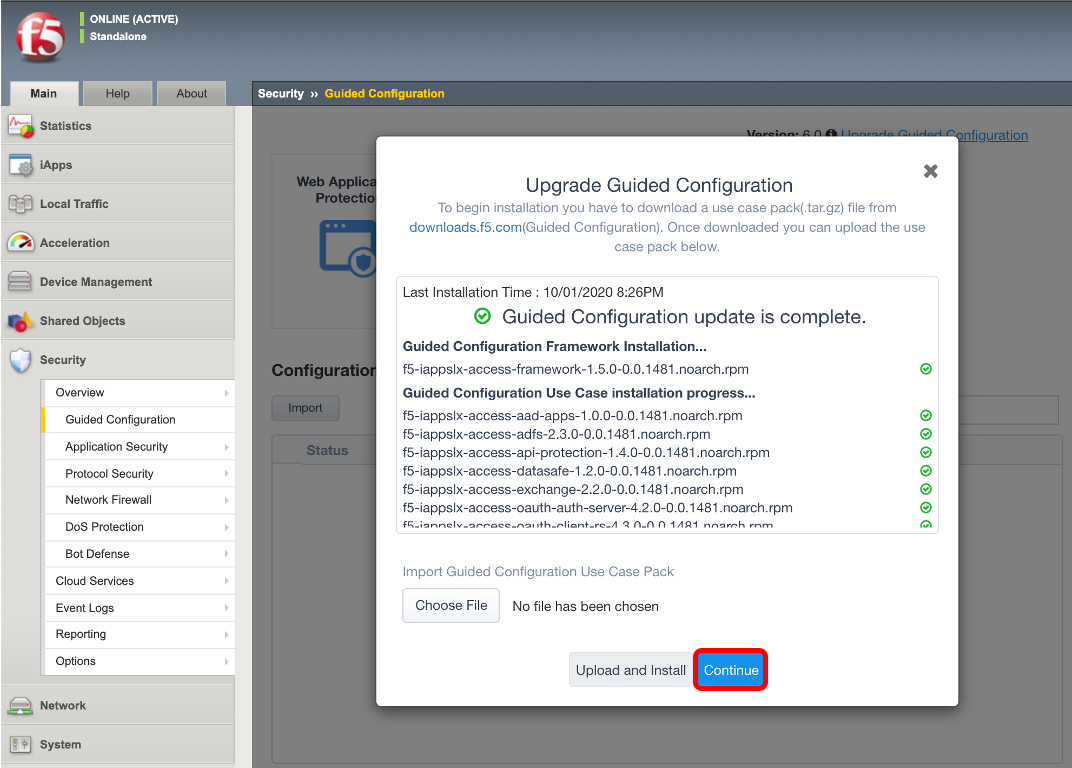 f5
ONLINE (ACTIVE)
Standalone
Main
Help
About
Security » Guided Configuration
Statistics
iApps
Local Traffic
Acceleration
Device Management
Shared Objects
Security
Overview
Guided Configuration
Application Security
Protocol Security
Network Firewall
DoS Protection
Bot Defense
Cloud Services
Event Logs
Reporting
Options
Network
System
Version: 6.0 Upgrade Guided Configuration
Web Applica
Protectio
Configuration
Import
Status
Upgrade Guided Configuration
To begin installation you have to download a use case pack(.tar.gz) file from
downloads.f5.com(Guided Configuration). Once downloaded you can upload the use
case pack below.
Last Installation Time : 10/01/2020 8:26PM
Guided Configuration update is complete.
Guided Configuration Framework Installation...
f5-iappslx-access-framework-1.5.0-0.0.1481.noarch.rpm
Guided Configuration Use Case installation progress...
f5-iappslx-access-aad-apps-1.0.0-0.0.1481.noarch.rpm
f5-iappslx-access-adfs-2.3.0-0.0.1481.noarch.rpm
f5-iappslx-access-api-protection-1.4.0-0.0.1481.noarch.rpm
f5-iappslx-access-datasafe-1.2.0-0.0.1481.noarch.rpm
f5-iappslx-access-exchange-2.2.0-0.0.1481.noarch.rpm
f5-iappslx-access-oauth-auth-server-4.2.0-0.0.1481.noarch.rpm
f5-iappslx-access-oauth-client-rs-4.3.0-0.0.1481.noarch.rpm
Import Guided Configuration Use Case Pack
Choose File
No file has been chosen
Upload and Install
Continue